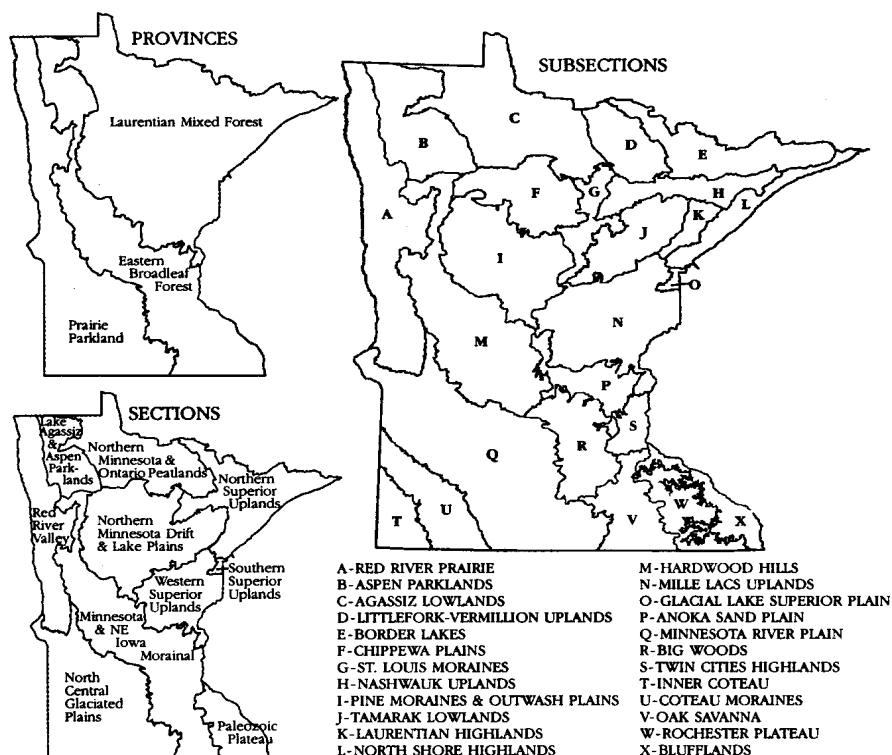 PROVINCES
Laurentian Mixed Forest
Eastern
Broadleaf
Forest
Prairie
Parkland
SECTIONS
Lake
Agassiz
&
Aspen
Park-
lands
Northern
Minnesota &
Ontario Peatlands
Northern
Superior
Uplands
Red
River
Valley
Northern
Minnesota Drift
& Lake Plains
Southern
Superior
Uplands
Western
Superior
Uplands
Minnesota
& NE
Iowa
Morainal
North
Central
Glaciated
Plains
Paleozoic
Plateau
SUBSECTIONS
A
B
C
D
E
F
G
H
I
J
K
L
M
N
O
P
Q
R
S
T
U
V
W
X
A-RED RIVER PRAIRIE
B-ASPEN PARKLANDS
C-AGASSIZ LOWLANDS
D-LITTLEFORK-VERMILLION UPLANDS
E-BORDER LAKES
F-CHIPPEWA PLAINS
G-ST. LOUIS MORAINES
H-NASHWAUK UPLANDS
I-PINE MORAINES & OUTWASH PLAINS
J-TAMARAK LOWLANDS
K-LAURENTIAN HIGHLANDS
L-NORTH SHORE HIGHLANDS
M-HARDWOOD HILLS
N-MILLE LACS UPLANDS
O-GLACIAL LAKE SUPERIOR PLAIN
P-ANOKA SAND PLAIN
Q-MINNESOTA RIVER PLAIN
R-BIG WOODS
S-TWIN CITIES HIGHLANDS
T-INNER COTEAU
U-COTEAU MORAINES
V-OAK SAVANNA
W-ROCHESTER PLATEAU
X-BLUFFLANDS